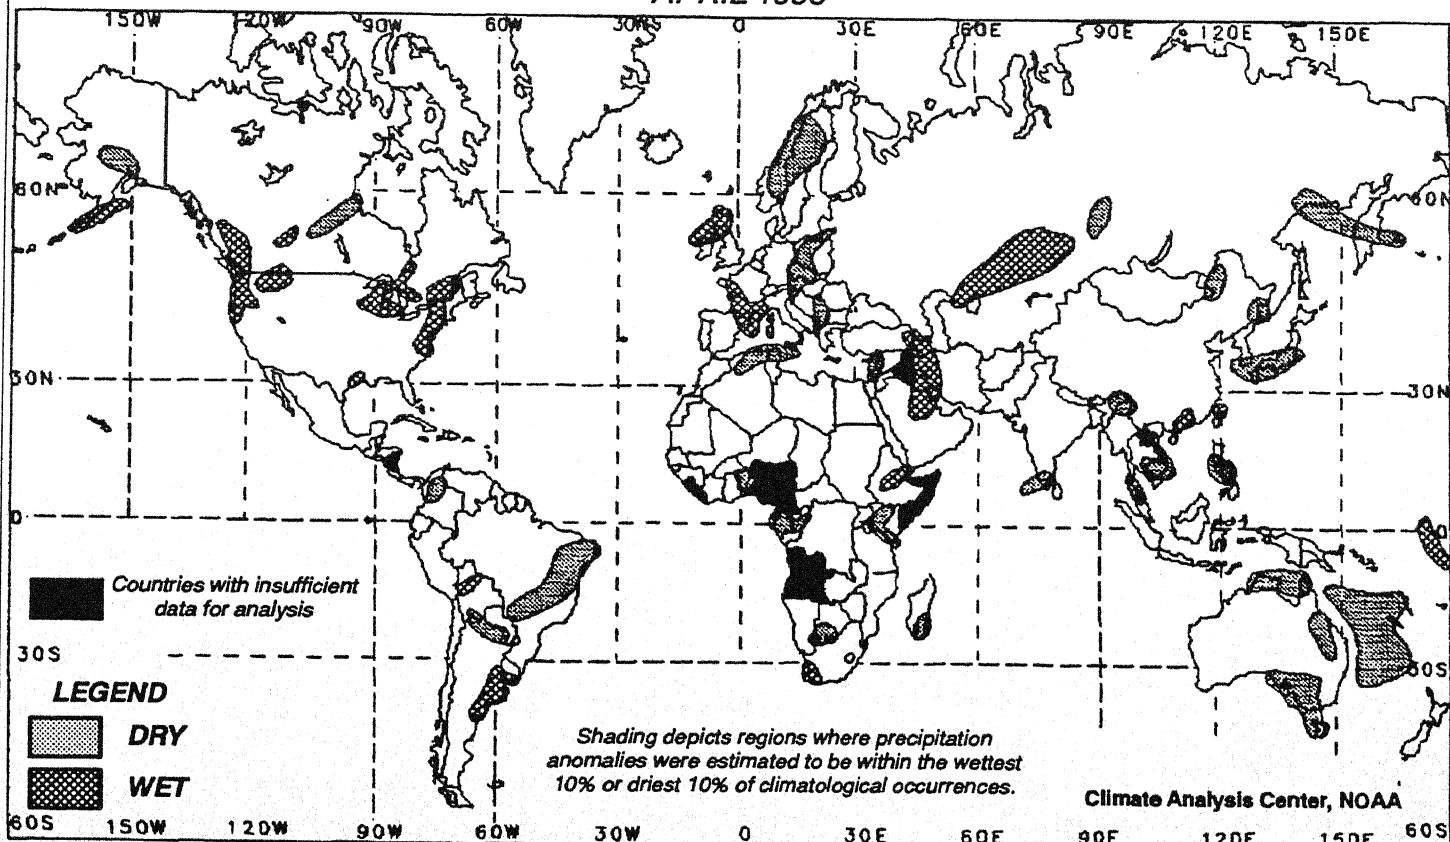 150W 120W 90W 60W 30W 0 30E 60E 90E 120E 150E
60N 60N
30N 30N
0 0
Countries with insufficient
data for analysis
30S 30S
LEGEND
DRY
WET
Shading depicts regions where precipitation
anomalies were estimated to be within the wettest
10% or driest 10% of climatological occurrences.
Climate Analysis Center, NOAA
60S 60S
150W 120W 90W 60W 30W 0 30E 60E 90E 120E 150E